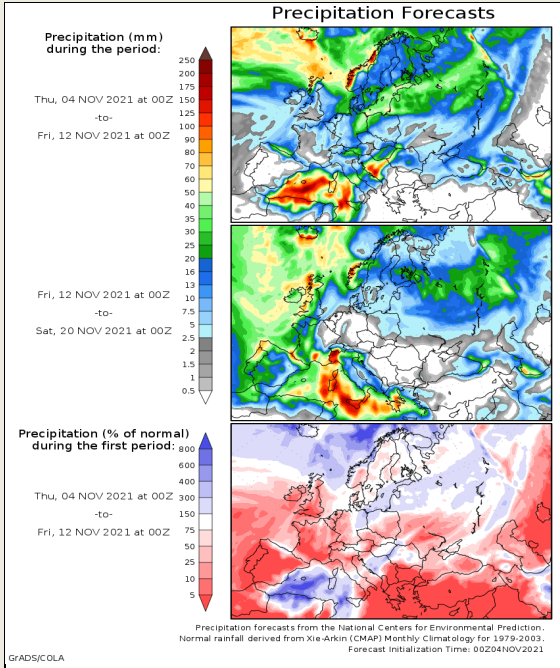 Precipitation Forecasts
Precipitation (mm)
during the period:
Thu, 04 NOV 2021 at 00Z
-to-
Fri, 12 NOV 2021 at 00Z
250
200
175
150
125
100
90
80
70
60
50
40
35
30
25
20
16
13
10
7.5
5
2.5
2
1.5
1
0.5
Fri, 12 NOV 2021 at 00Z
-to-
Sat, 20 NOV 2021 at 00Z
Precipitation (% of normal)
during the first period:
Thu, 04 NOV 2021 at 00Z
-to-
Fri, 12 NOV 2021 at 00Z
800
600
400
300
150
75
50
25
10
5
Precipitation forecasts from the National Centers for Environmental Prediction.
Normal rainfall derived from Xie-Arkin (CMAP) Monthly Climatology for 1979-2003.
Forecast Initialization Time: 00Z04NOV2021
GrADS/COLA